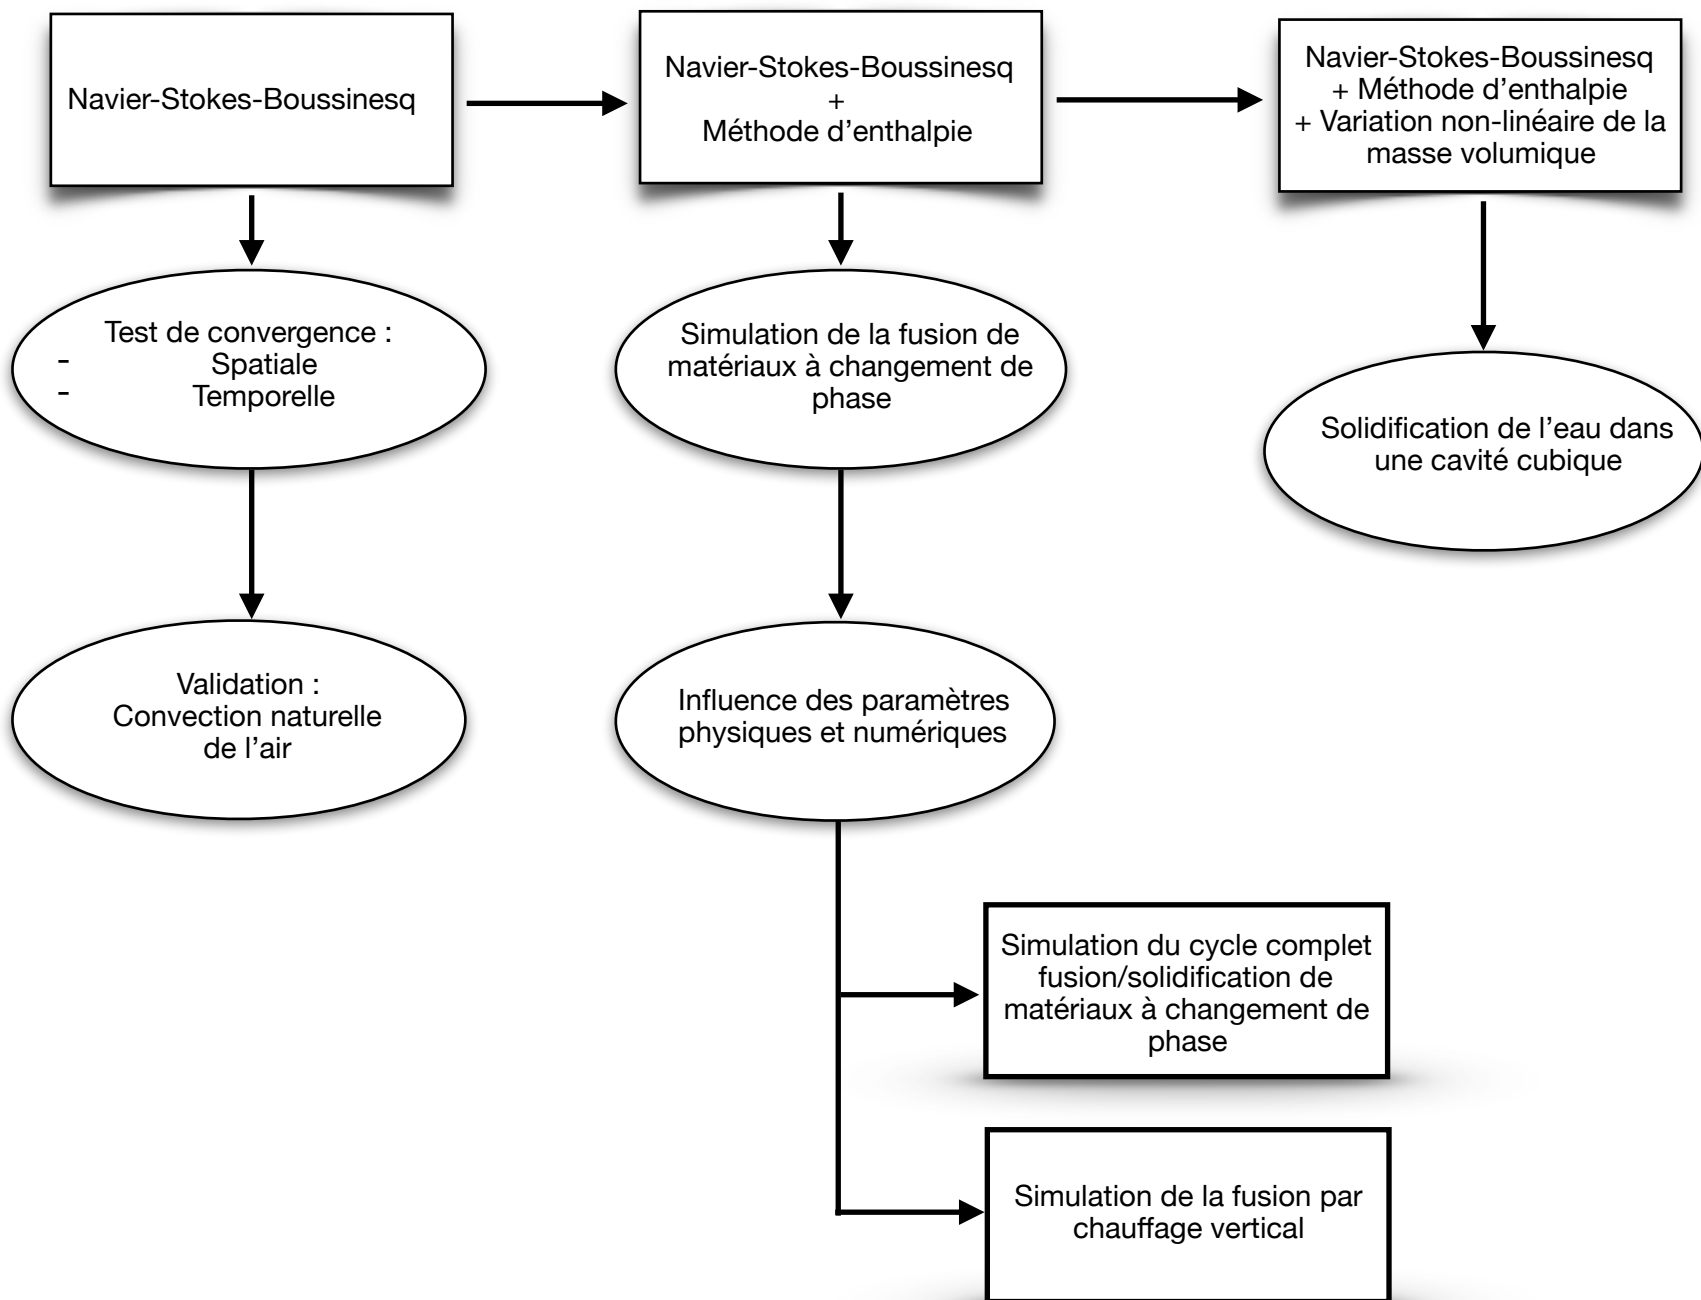 Navier-Stokes-Boussinesq
Navier-Stokes-Boussinesq
+
Méthode d’enthalpie
Navier-Stokes-Boussinesq
+ Méthode d’enthalpie
+ Variation non-linéaire de la
masse volumique
Test de convergence :
- Spatiale
- Temporelle
Simulation de la fusion de
matériaux à changement de
phase
Solidification de l’eau dans
une cavité cubique
Validation :
Convection naturelle
de l’air
Influence des paramètres
physiques et numériques
Simulation du cycle complet
fusion/solidification de
matériaux à changement de
phase
Simulation de la fusion par
chauffage vertical